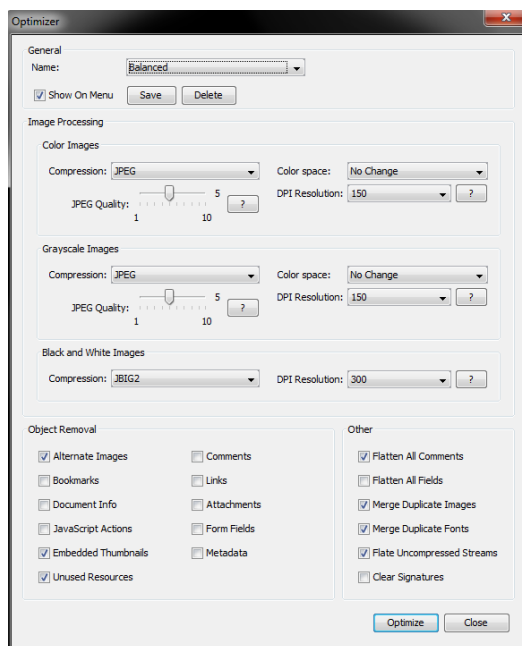 Optimizer
General
Name: Balanced
Show On Menu Save Delete
Image Processing
Color Images
Compression: JPEG Color space: No Change
JPEG Quality: 5 ? DPI Resolution: 150 ?
1 10
Grayscale Images
Compression: JPEG Color space: No Change
JPEG Quality: 5 ? DPI Resolution: 150 ?
1 10
Black and White Images
Compression: JBIG2 DPI Resolution: 300 ?
Object Removal Other
Alternate Images Comments Flatten All Comments
Bookmarks Links Flatten All Fields
Document Info Attachments Merge Duplicate Images
JavaScript Actions Form Fields Merge Duplicate Fonts
Embedded Thumbnails Metadata Flate Uncompressed Streams
Unused Resources Clear Signatures
Optimize Close